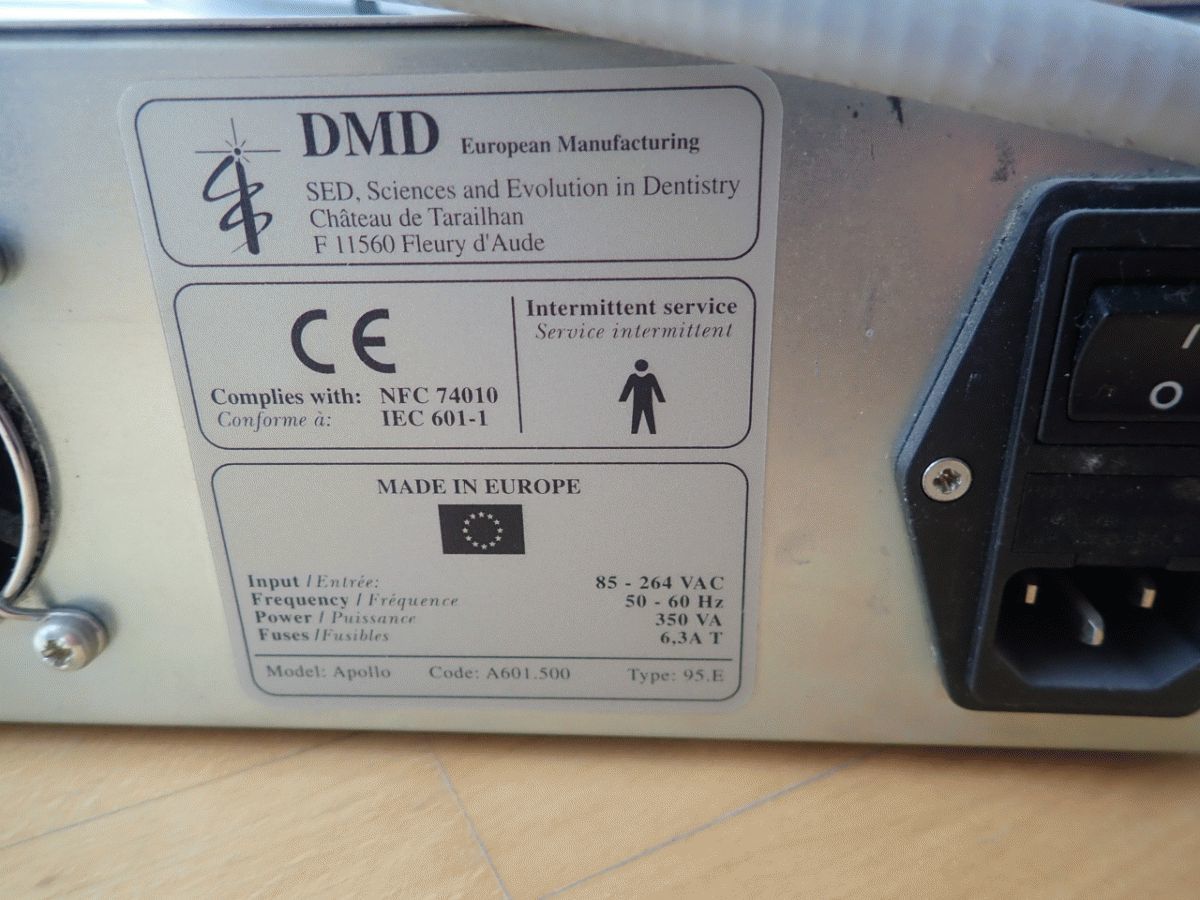 DMD European Manufacturing
SED, Sciences and Evolution in Dentistry
Château de Tarailhan
F 11560 Fleury d'Aude
CE
Complies with: NFC 74010
Conforme à: IEC 601-1
Intermittent service
Service intermittent
MADE IN EUROPE
Input / Entrée: 85 - 264 VAC
Frequency / Fréquence 50 - 60 Hz
Power / Puissance 350 VA
Fuses / Fusibles 6,3A T
Model: Apollo Code: A601.500 Type: 95.E
I
O